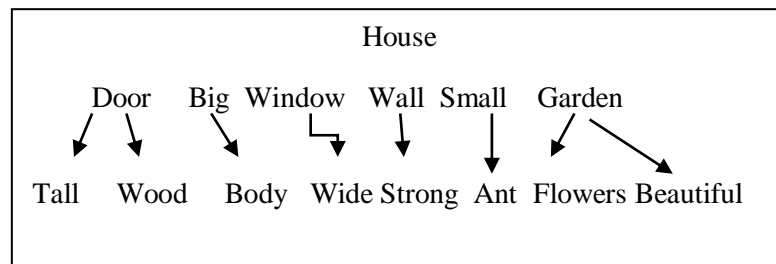 House
Door Big Window Wall Small Garden
Tall Wood Body Wide Strong Ant Flowers Beautiful